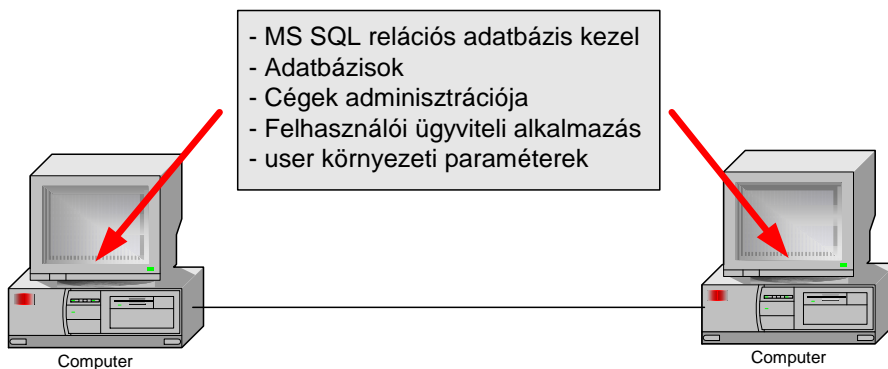 - MS SQL relációs adatbázis kezel
- Adatbázisok
- Cégek adminisztrációja
- Felhasználói ügyviteli alkalmazás
- user környezeti paraméterek
Computer
Computer